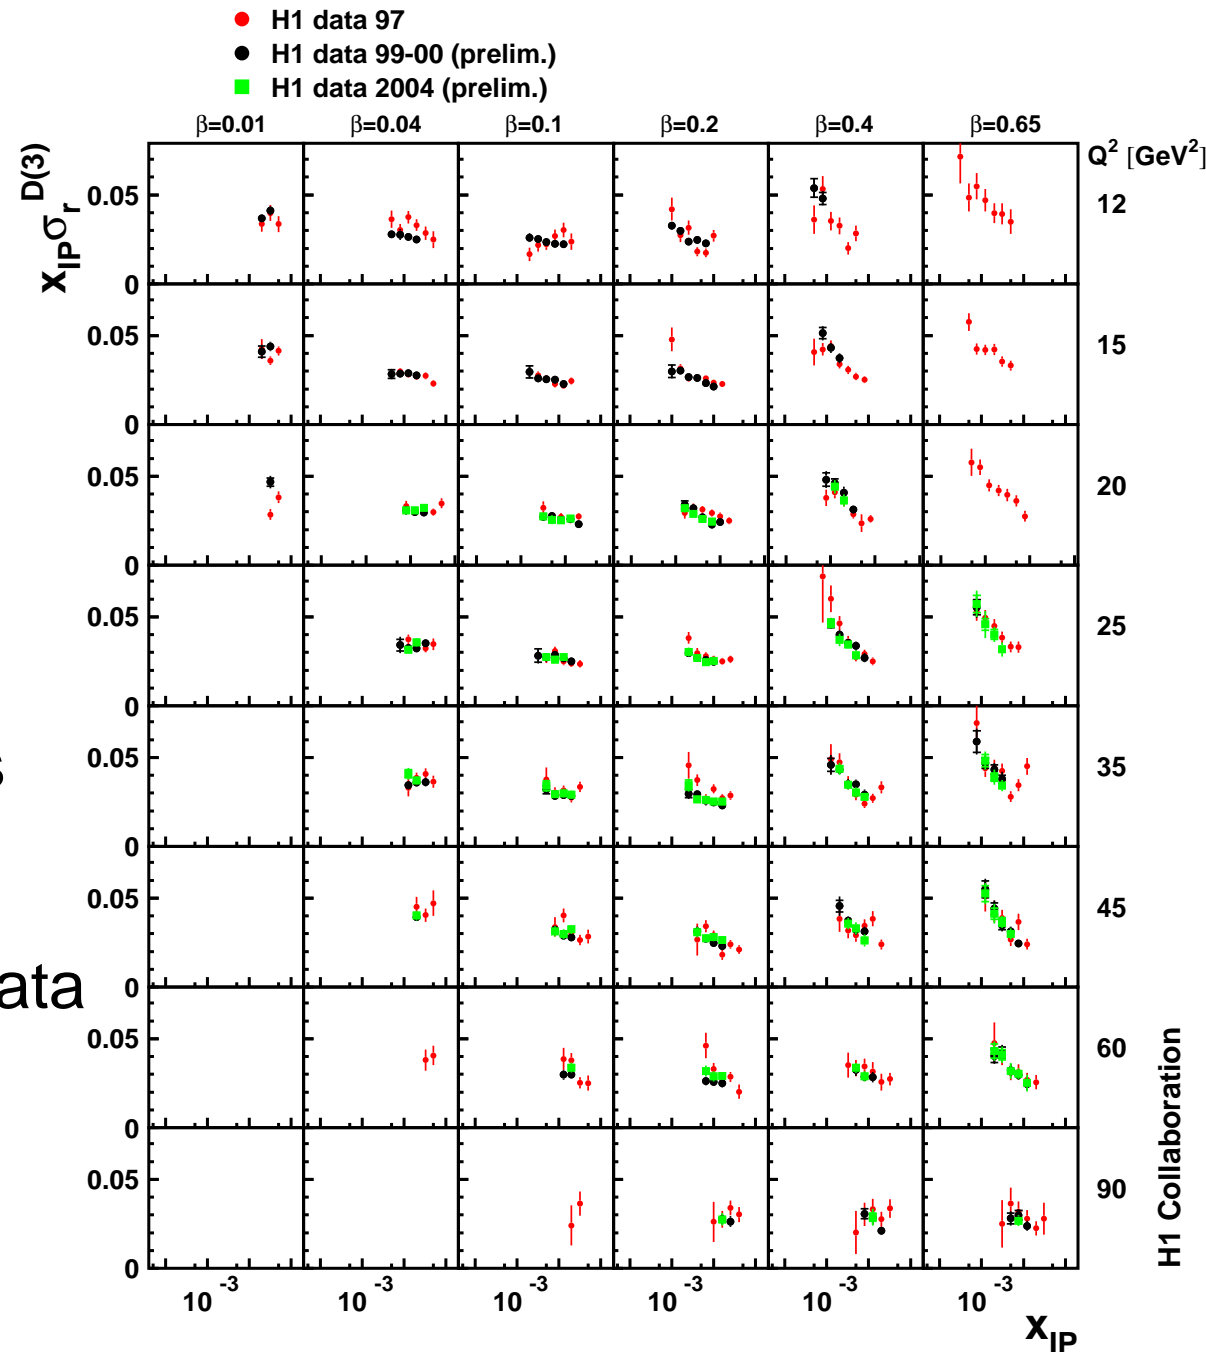 H1 data 97
H1 data 99-00 (prelim.)
H1 data 2004 (prelim.)
β=0.01 β=0.04 β=0.1 β=0.2 β=0.4 β=0.65
x_IP σ_r^D(3)
Q² [GeV²]
0.05 12
0
0.05 15
0
0.05 20
0
0.05 25
0
s
0.05 35
0
0.05 45
0
ata
0.05 60
0
0.05 90
0
H1 Collaboration
10⁻³ 10⁻³ 10⁻³ 10⁻³ 10⁻³ 10⁻³
x_IP